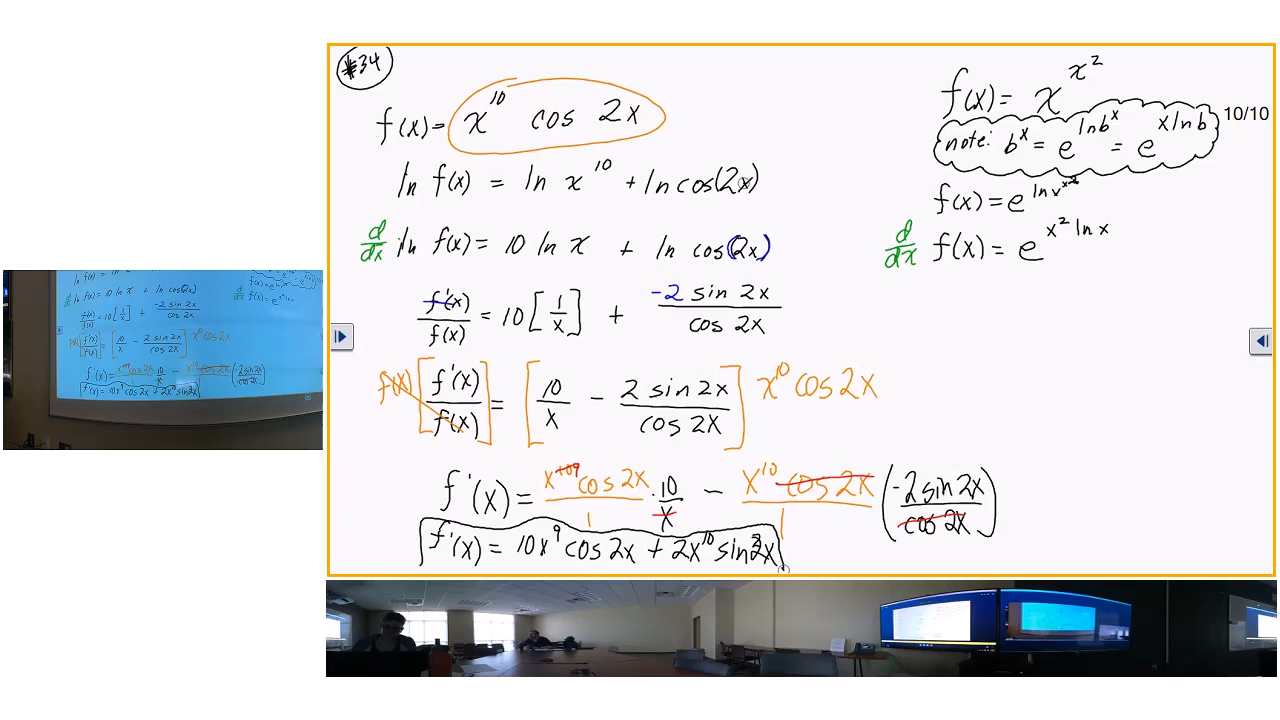 #34
f(x) = x^10 cos 2x
ln f(x) = ln x^10 + ln cos(2x)
d/dx ln f(x) = 10 ln x + ln cos(2x)
f'(x)/f(x) = 10 [1/x] + -2 sin 2x / cos 2x
f(x) [f'(x)/f(x)] = [10/x - 2 sin 2x / cos 2x] x^10 cos 2x
f'(x) = x^10 9 cos 2x / 1 · 10/x - x^10 cos 2x / 1 (-2 sin 2x / cos 2x)
f'(x) = 10x^9 cos 2x + 2x^10 sin 2x
f(x) = x^x^2
10/10
note: b^x = e^ln b^x = e^x ln b
f(x) = e^ln x^x^2
d/dx f(x) = e^x^2 ln x